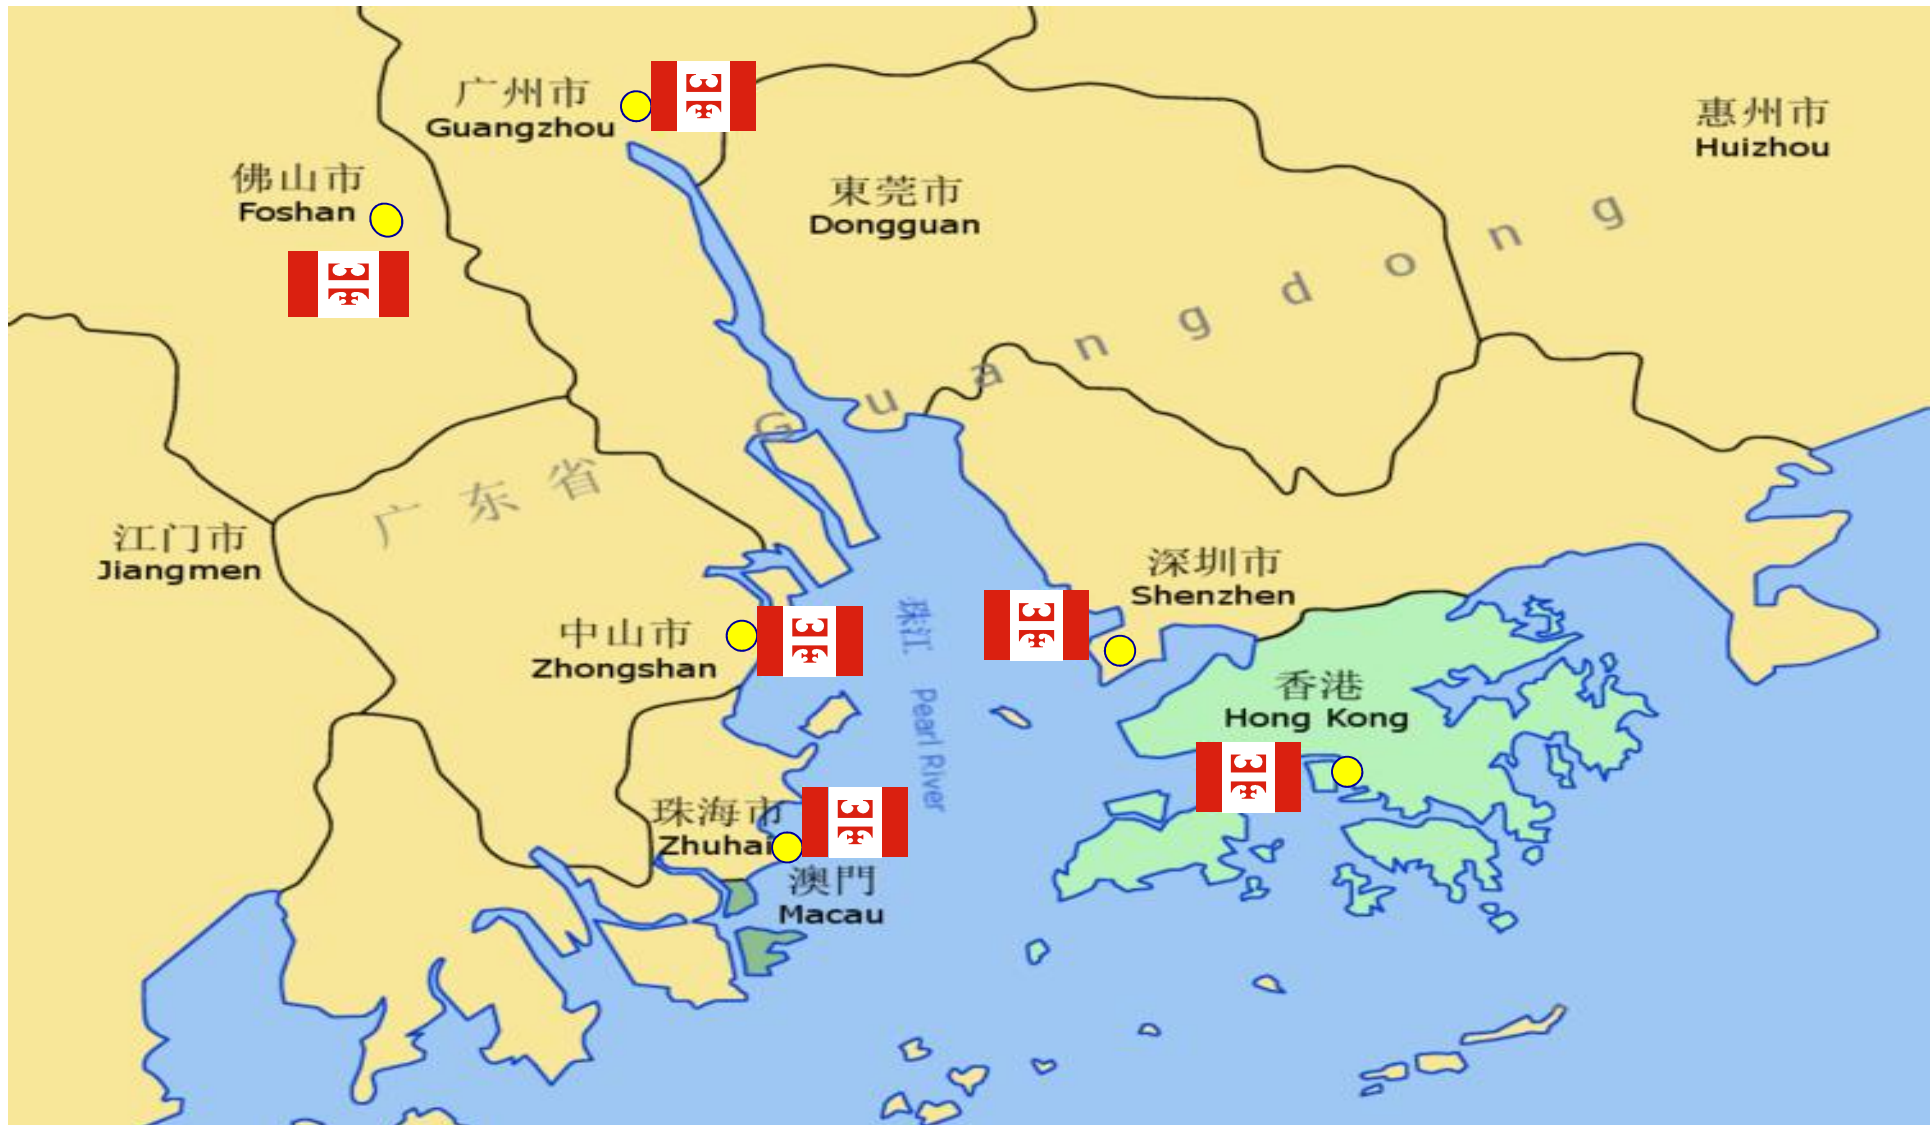 广州市
Guangzhou
惠州市
Huizhou
佛山市
Foshan
東莞市
Dongguan
Guangdong
广东省
江门市
Jiangmen
深圳市
Shenzhen
中山市
Zhongshan
珠江 Pearl River
香港
Hong Kong
珠海市
Zhuhai
澳門
Macau